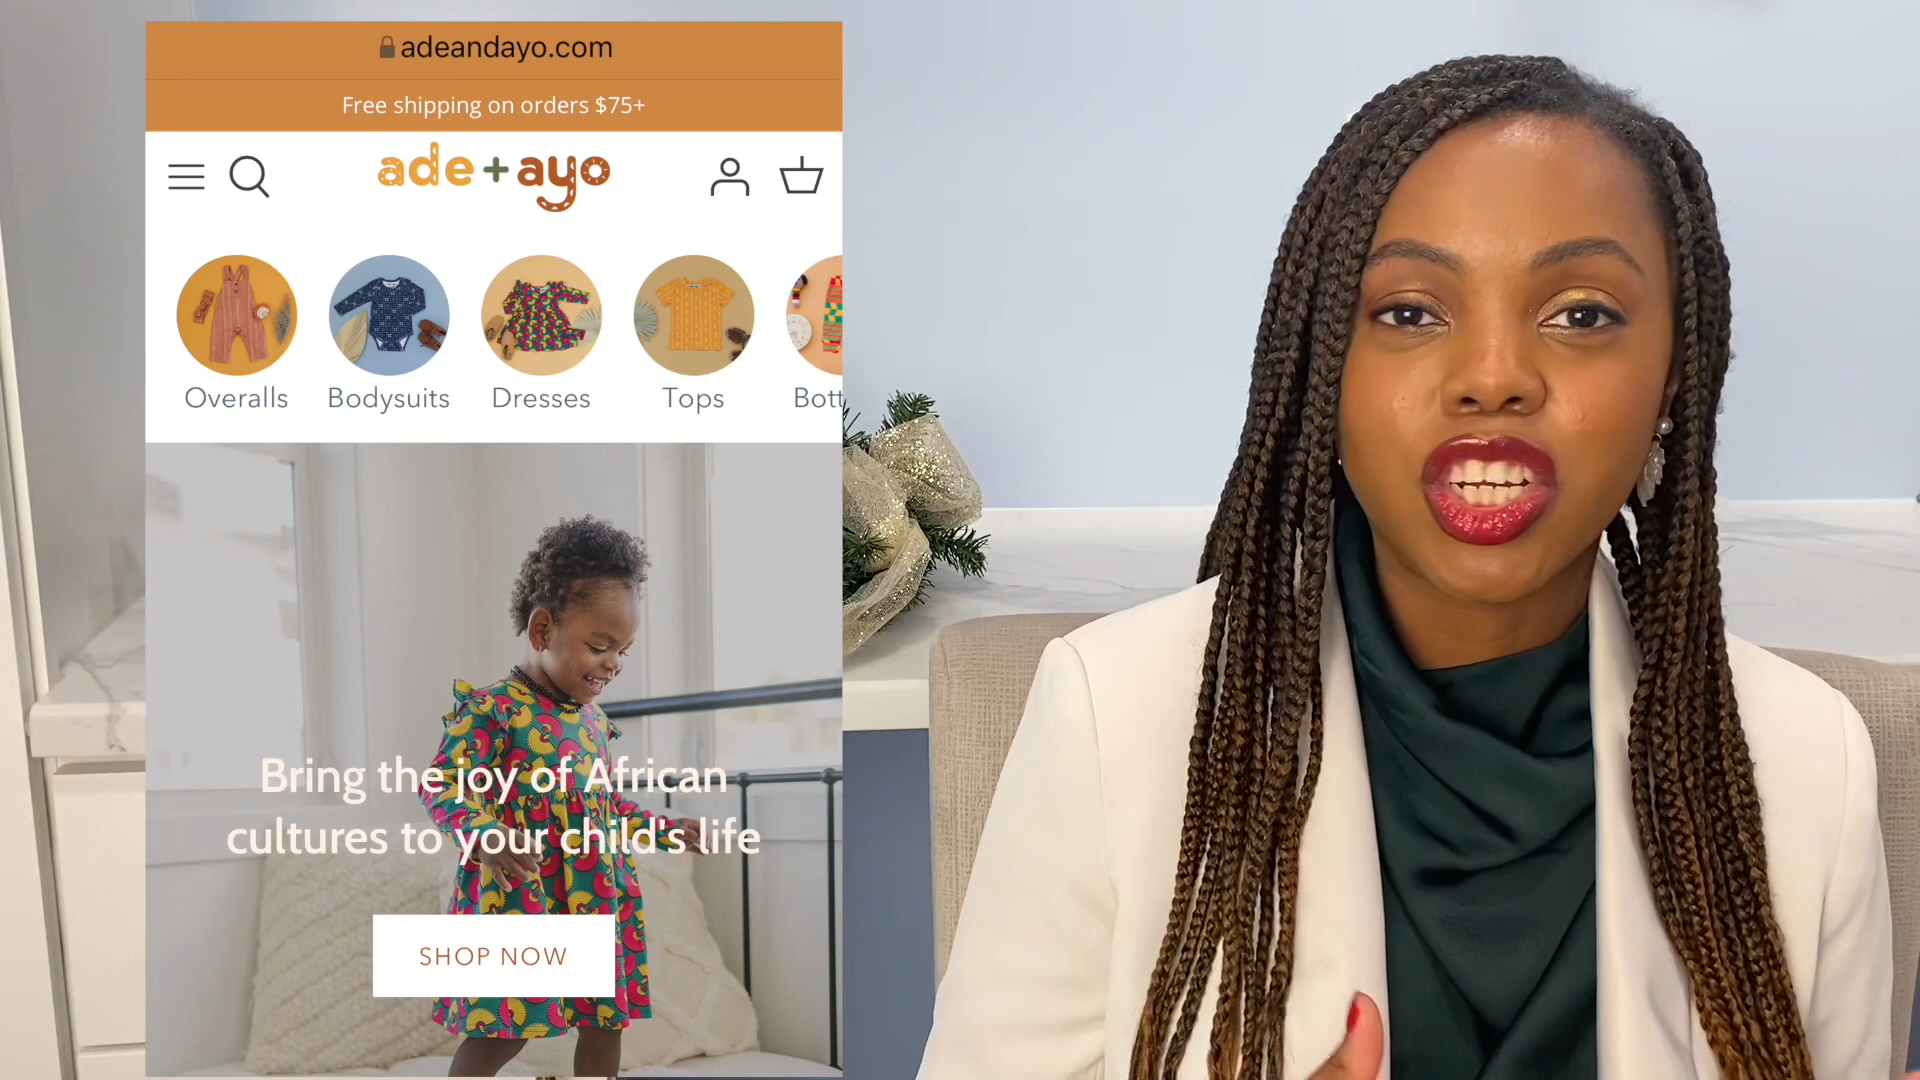 adeandayo.com
Free shipping on orders $75+
ade + ayo
Overalls
Bodysuits
Dresses
Tops
Bott
Bring the joy of African
cultures to your child's life
SHOP NOW